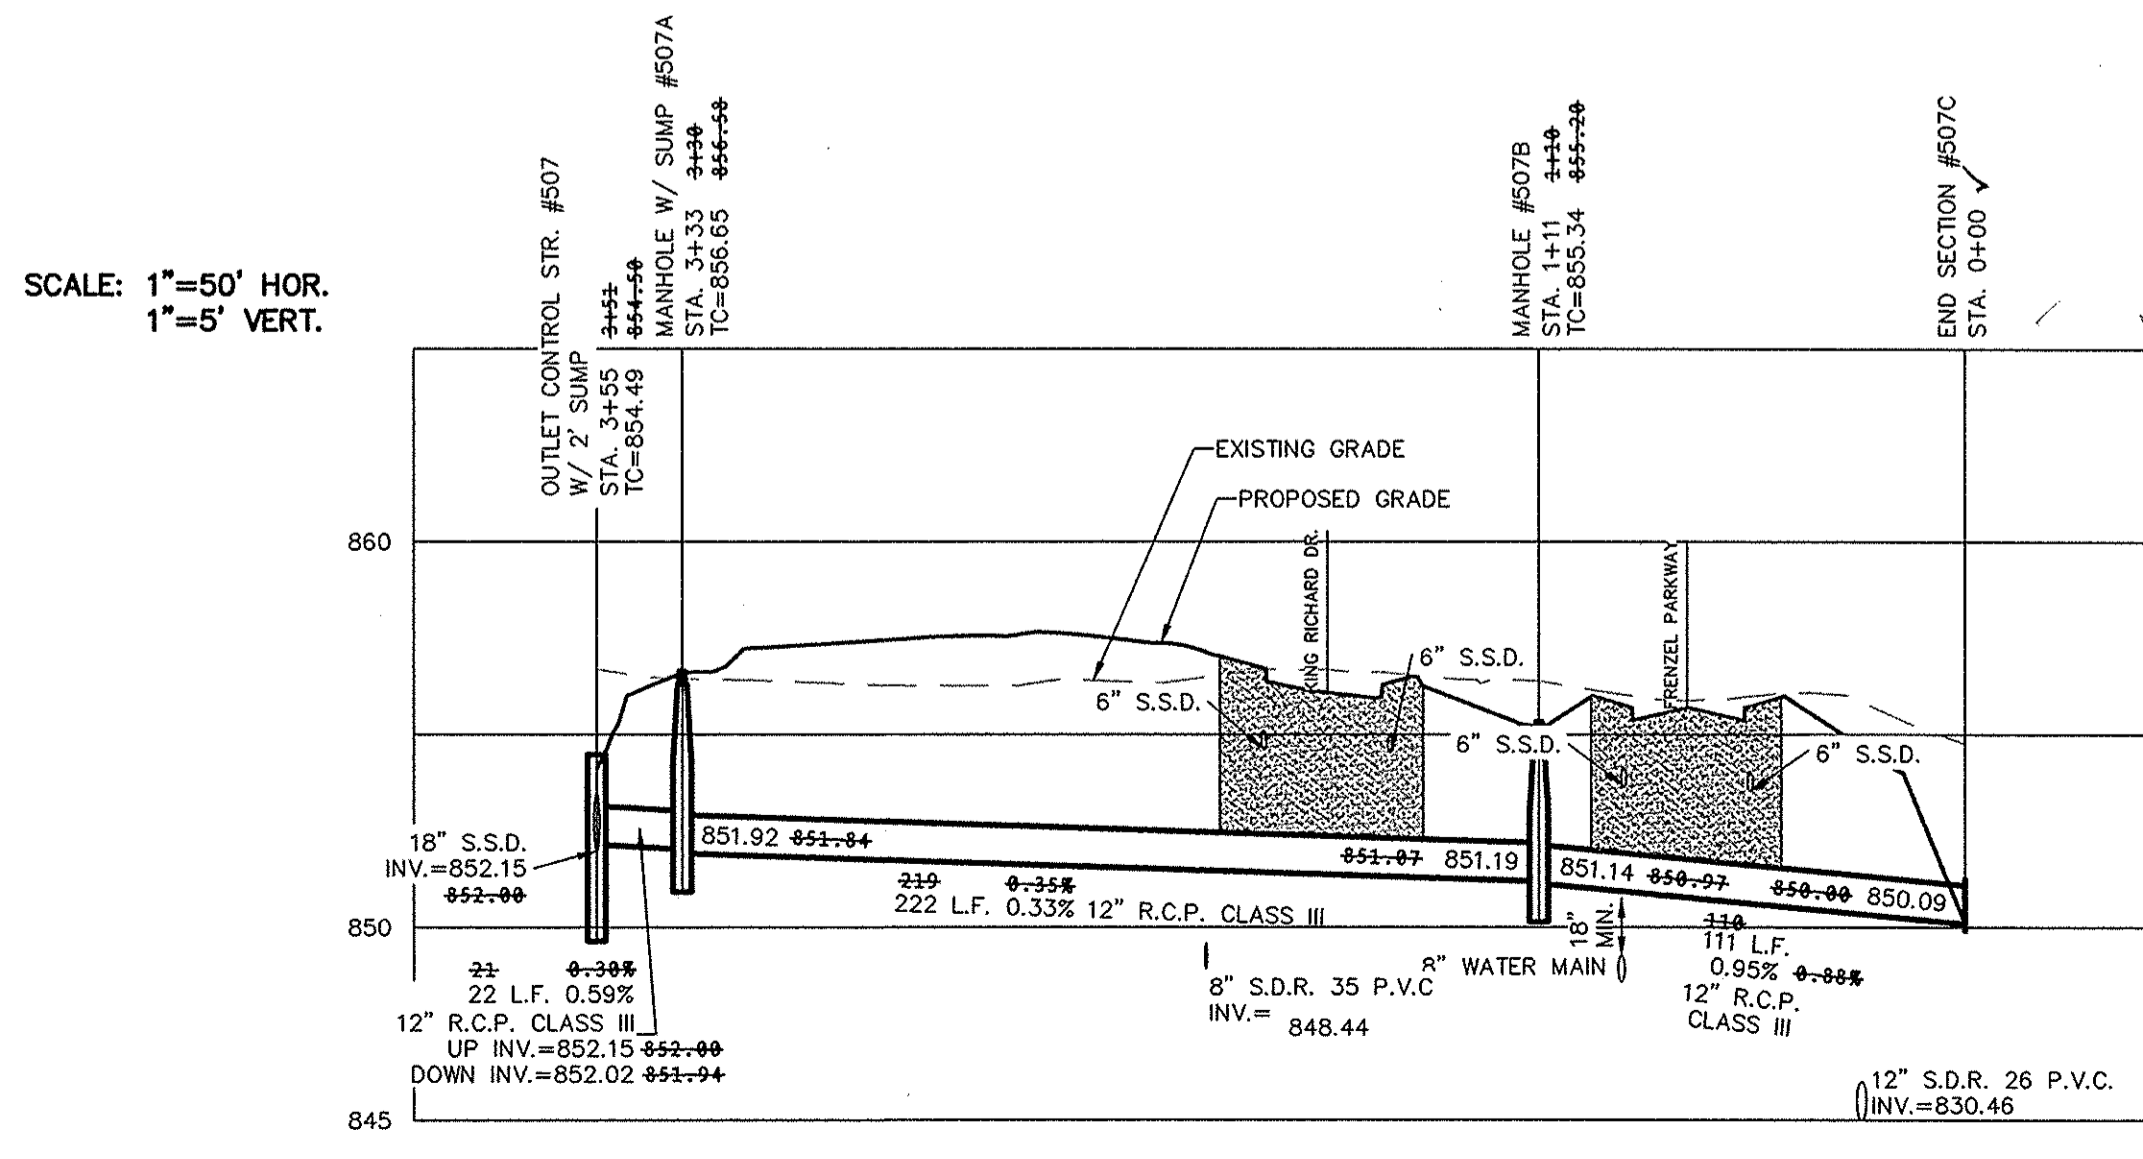 SCALE: 1"=50' HOR.
1"=5' VERT.
OUTLET CONTROL STR. #507
W/ 2' SUMP
STA. 3+55 3+51
TC=854.49 854.50
MANHOLE W/ SUMP #507A
STA. 3+33 3+30
TC=856.65 856.58
MANHOLE #507B
STA. 1+11 1+10
TC=855.34 855.20
END SECTION #507C
STA. 0+00
EXISTING GRADE
PROPOSED GRADE
860
KING RICHARD DR.
FRENZEL PARKWAY
6" S.S.D.
6" S.S.D.
6" S.S.D.
6" S.S.D.
18" S.S.D.
INV.=852.15
852.00
851.92 851.84
851.07 851.19
851.14 850.97
850.00 850.09
219 0.35%
222 L.F. 0.33% 12" R.C.P. CLASS III
850
18"
MIN.
110
111 L.F.
0.95% 0.88%
12" R.C.P.
CLASS III
8" WATER MAIN
8" S.D.R. 35 P.V.C
INV.=
848.44
21 0.30%
22 L.F. 0.59%
12" R.C.P. CLASS III
UP INV.=852.15 852.00
DOWN INV.=852.02 851.94
12" S.D.R. 26 P.V.C.
INV.=830.46
845